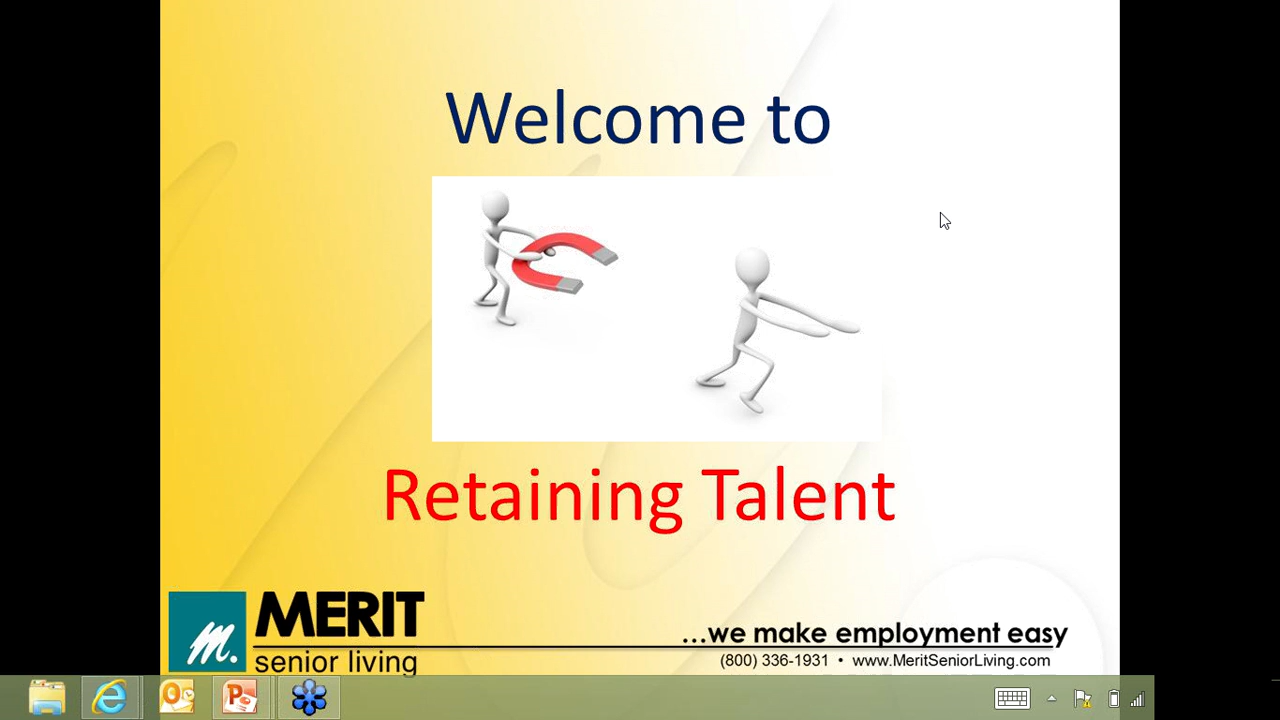 Welcome to
Retaining Talent
m.
MERIT
senior living
...we make employment easy
(800) 336-1931 • www.MeritSeniorLiving.com